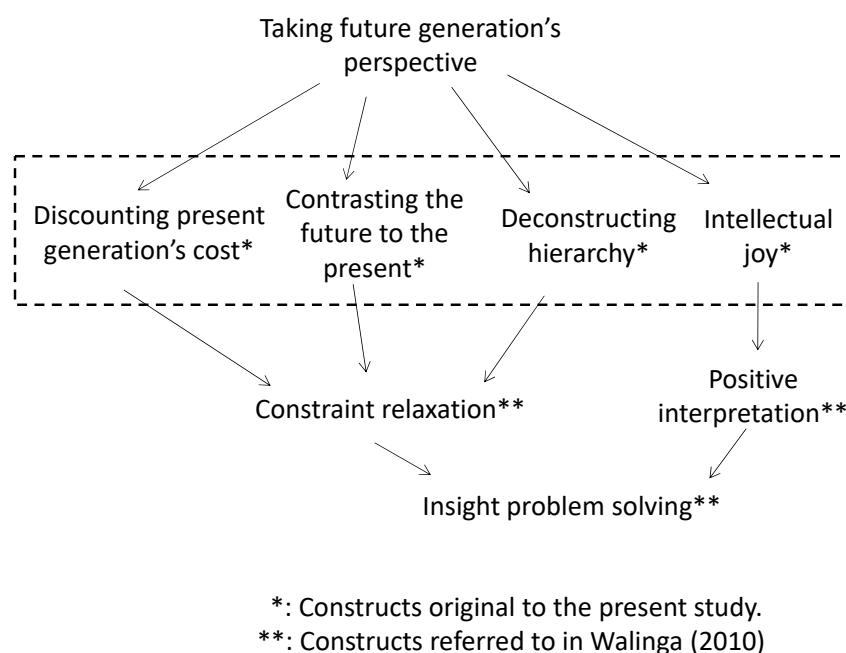 Taking future generation's
perspective
Discounting present
generation's cost*
Contrasting the
future to the
present*
Deconstructing
hierarchy*
Intellectual
joy*
Constraint relaxation**
Positive
interpretation**
Insight problem solving**
*: Constructs original to the present study.
**: Constructs referred to in Walinga (2010)